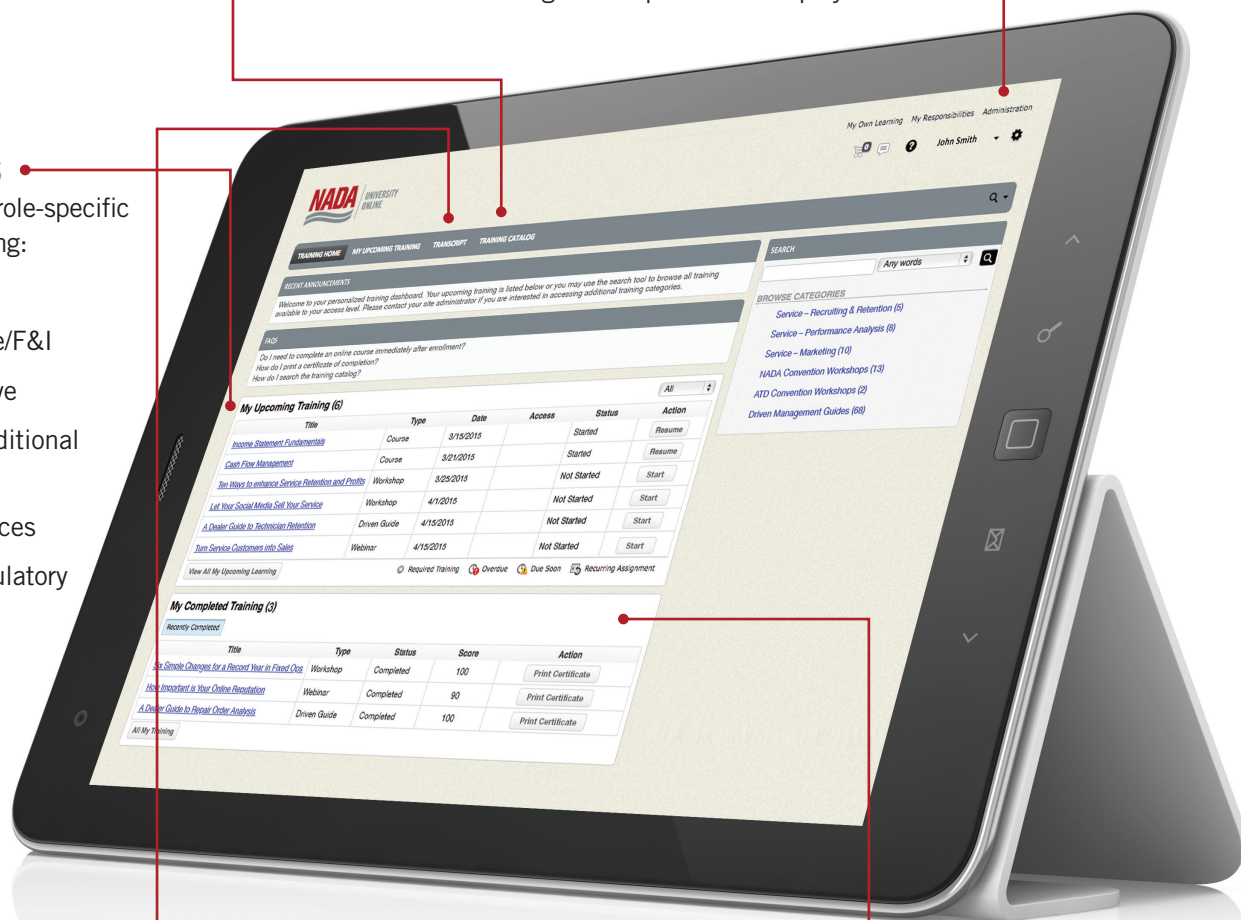 role-specific
ng:
e/F&I
ve
ditional
ces
ulatory
My Own Learning My Responsibilities Administration
0 ? John Smith
NADA UNIVERSITY ONLINE
TRAINING HOME MY UPCOMING TRAINING TRANSCRIPT TRAINING CATALOG
RECENT ANNOUNCEMENTS
Welcome to your personalized training dashboard. Your upcoming training is listed below or you may use the search tool to browse all training
available to your access level. Please contact your site administrator if you are interested in accessing additional training categories.
FAQS
Do I need to complete an online course immediately after enrollment?
How do I print a certificate of completion?
How do I search the training catalog?
My Upcoming Training (6) All
Title Type Date Access Status Action
Income Statement Fundamentals Course 3/15/2015 Started Resume
Cash Flow Management Course 3/21/2015 Started Resume
Ten Ways to enhance Service Retention and Profits Workshop 3/25/2015 Not Started Start
Let Your Social Media Sell Your Service Workshop 4/1/2015 Not Started Start
A Dealer Guide to Technician Retention Driven Guide 4/15/2015 Not Started Start
Turn Service Customers into Sales Webinar 4/15/2015 Not Started Start
View All My Upcoming Learning Required Training Overdue Due Soon Recurring Assignment
My Completed Training (3)
Recently Completed
Title Type Status Score Action
Six Simple Changes for a Record Year in Fixed Ops Workshop Completed 100 Print Certificate
How Important is Your Online Reputation Webinar Completed 90 Print Certificate
A Dealer Guide to Repair Order Analysis Driven Guide Completed 100 Print Certificate
All My Training
SEARCH
Any words
BROWSE CATEGORIES
Service – Recruiting & Retention (5)
Service – Performance Analysis (8)
Service – Marketing (10)
NADA Convention Workshops (13)
ATD Convention Workshops (2)
Driven Management Guides (68)